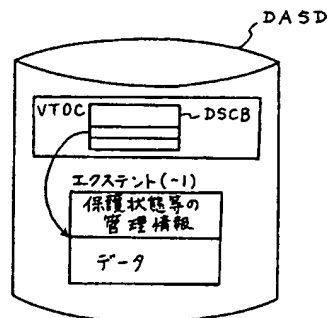 DASD
VTOC
DSCB
エクステント(~1)
保護状態等の
管理情報
データ